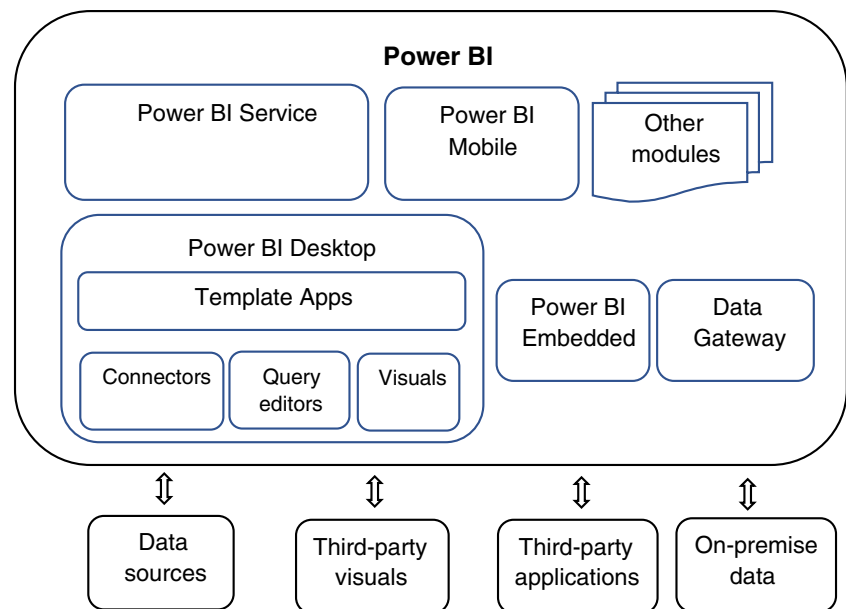 Power BI
Power BI Service
Power BI
Mobile
Other
modules
Power BI Desktop
Template Apps
Connectors
Query
editors
Visuals
Power BI
Embedded
Data
Gateway
Data
sources
Third-party
visuals
Third-party
applications
On-premise
data